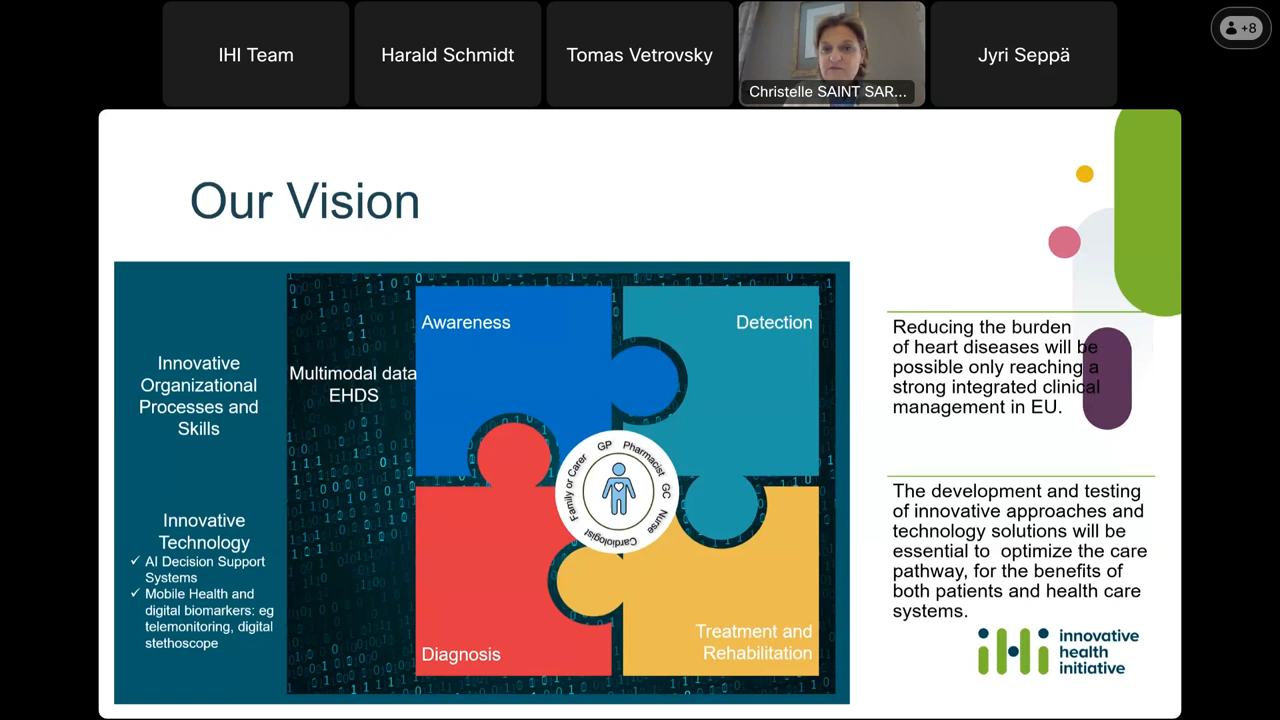 IHI Team
Harald Schmidt
Tomas Vetrovsky
Christelle SAINT SAR...
Jyri Seppä
+8
Our Vision
Innovative
Organizational
Processes and
Skills
Innovative
Technology
✓ AI Decision Support
Systems
✓ Mobile Health and
digital biomarkers: eg
telemonitoring, digital
stethoscope
Multimodal data
EHDS
Awareness
Detection
Diagnosis
Treatment and
Rehabilitation
GP
Pharmacist
GC
Nurse
Cardiologist
Family or Carer
Reducing the burden
of heart diseases will be
possible only reaching a
strong integrated clinical
management in EU.
The development and testing
of innovative approaches and
technology solutions will be
essential to  optimize the care
pathway, for the benefits of
both patients and health care
systems.
iHi
innovative
health
initiative